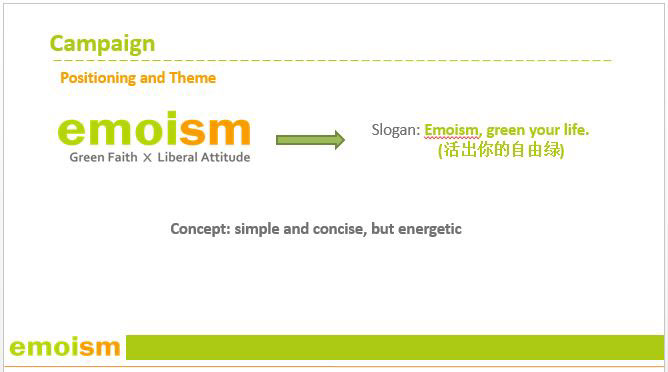 Campaign
Positioning and Theme
emoism
Green Faith X Liberal Attitude
Slogan: Emoism, green your life.
(活出你的自由绿)
Concept: simple and concise, but energetic
emoism